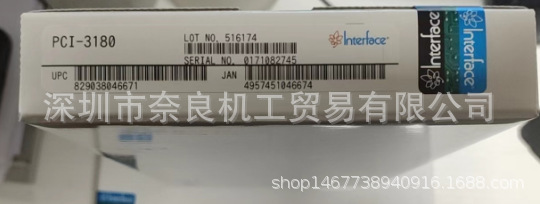 PCI-3180
LOT NO. 516174
SERIAL NO. 0171082745
Interface
Interface
Interface
UPC
829038046671
JAN
4957451046674
深圳市奈良机工贸易有限公司
shop1467738940916.1688.com